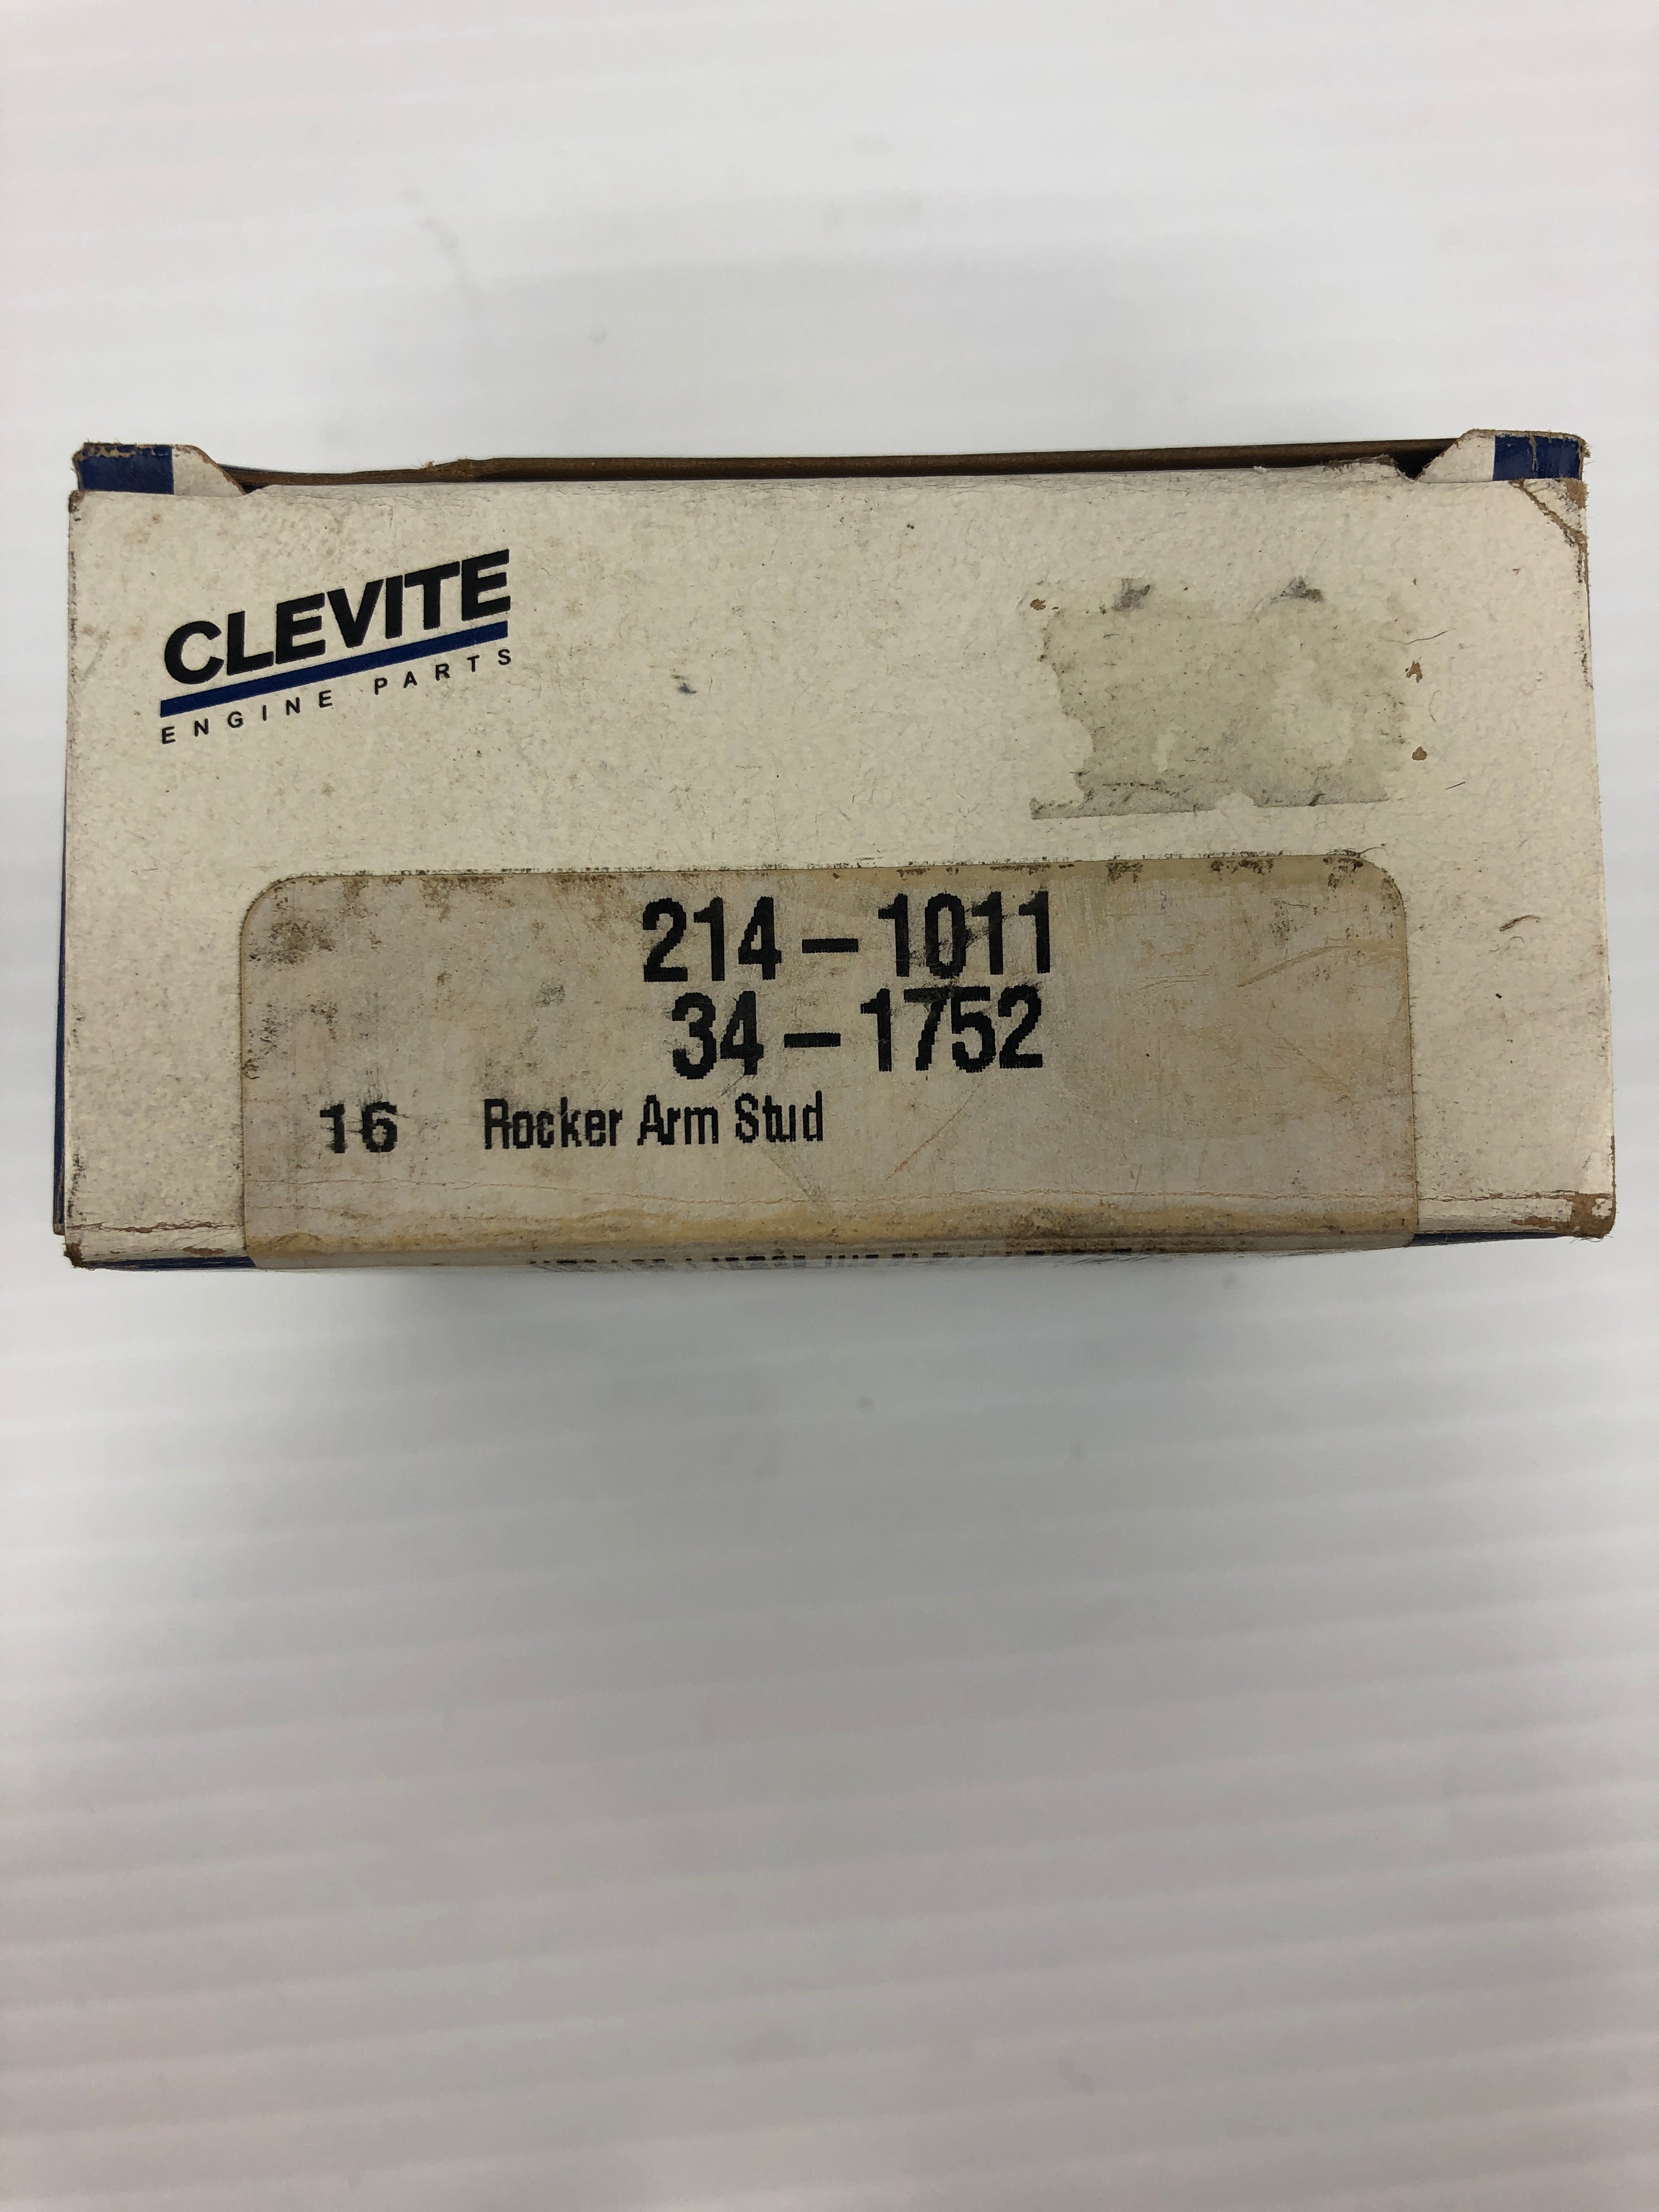 CLEVITE
ENGINE PARTS
214-1011
34-1752
16 Rocker Arm Stud